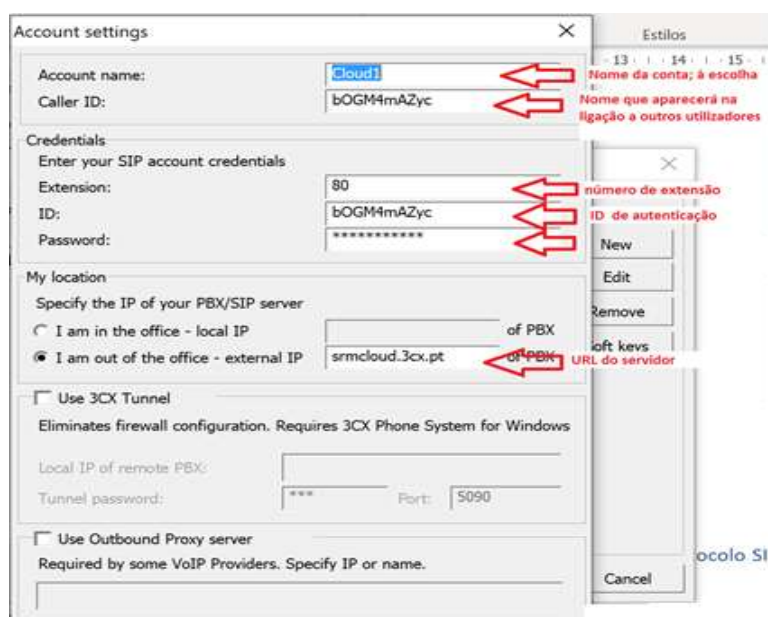 Account settings
Estilos
13 14 15
Account name: Cloud1 Nome da conta; à escolha
Caller ID: bOGM4mAZyc Nome que aparecerá na
ligação a outros utilizadores
Credentials
Enter your SIP account credentials
Extension: 80 número de extensão
ID: bOGM4mAZyc ID de autenticação
Password: ***********
New
My location
Edit
Specify the IP of your PBX/SIP server
Remove
I am in the office - local IP of PBX
oft keys
I am out of the office - external IP srmcloud.3cx.pt of PBX URL do servidor
Use 3CX Tunnel
Eliminates firewall configuration. Requires 3CX Phone System for Windows
Local IP of remote PBX:
Tunnel password: *** Port: 5090
Use Outbound Proxy server
ocolo SI
Required by some VoIP Providers. Specify IP or name.
Cancel